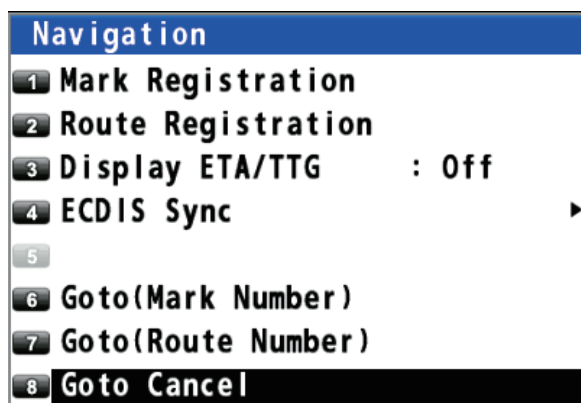 Navigation
1 Mark Registration
2 Route Registration
3 Display ETA/TTG : Off
4 ECDIS Sync
5
6 Goto(Mark Number)
7 Goto(Route Number)
8 Goto Cancel